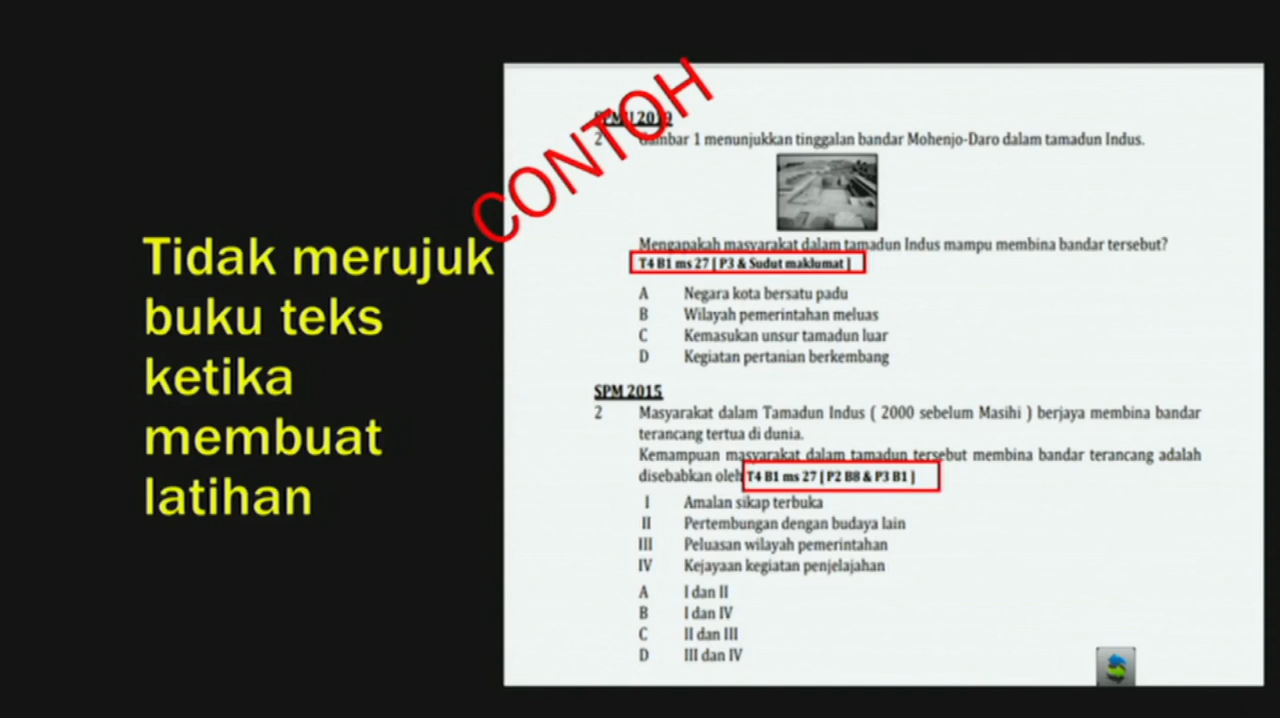 Tidak merujuk
buku teks
ketika
membuat
latihan
CONTOH
2 Gambar 1 menunjukkan tinggalan bandar Mohenjo-Daro dalam tamadun Indus.
Mengapakah masyarakat dalam tamadun Indus mampu membina bandar tersebut?
T4 B1 ms 27 [ P3 & Sudut maklumat ]
A Negara kota bersatu padu
B Wilayah pemerintahan meluas
C Kemasukan unsur tamadun luar
D Kegiatan pertanian berkembang
SPM 2015
2 Masyarakat dalam Tamadun Indus ( 2000 sebelum Masihi ) berjaya membina bandar
terancang tertua di dunia.
Kemampuan masyarakat dalam tamadun tersebut membina bandar terancang adalah
disebabkan oleh T4 B1 ms 27 [ P2 B8 & P3 B1 ]
I Amalan sikap terbuka
II Pertembungan dengan budaya lain
III Peluasan wilayah pemerintahan
IV Kejayaan kegiatan penjelajahan
A I dan II
B I dan IV
C II dan III
D III dan IV